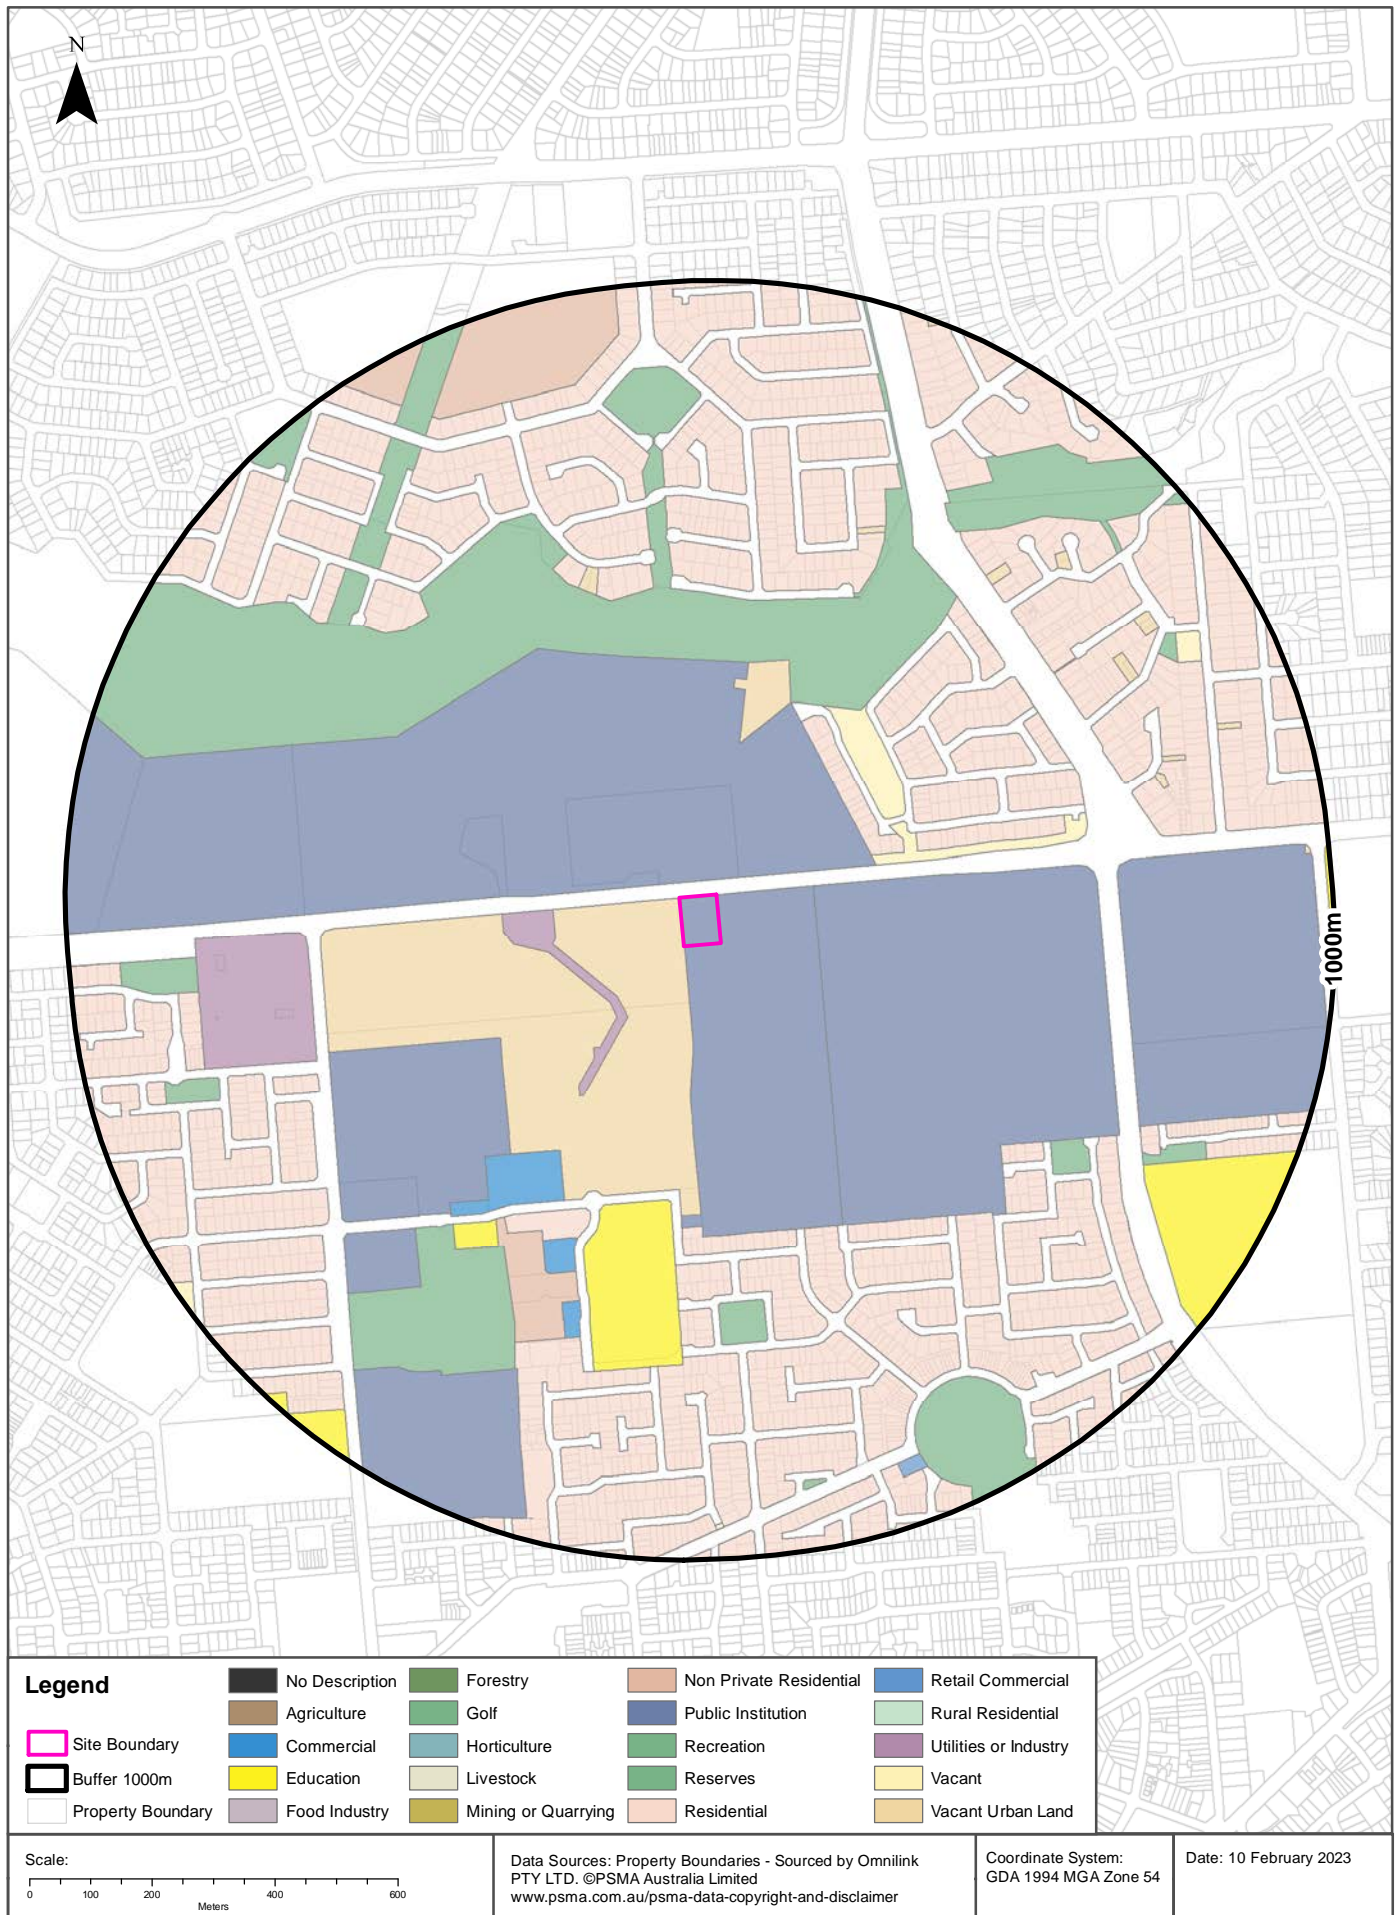 N
1000m
Legend
Site Boundary
Buffer 1000m
Property Boundary
No Description
Agriculture
Commercial
Education
Food Industry
Forestry
Golf
Horticulture
Livestock
Mining or Quarrying
Non Private Residential
Public Institution
Recreation
Reserves
Residential
Retail Commercial
Rural Residential
Utilities or Industry
Vacant
Vacant Urban Land
Scale:
0 100 200 400 600
Meters
Data Sources: Property Boundaries - Sourced by Omnilink
PTY LTD. ©PSMA Australia Limited
www.psma.com.au/psma-data-copyright-and-disclaimer
Coordinate System:
GDA 1994 MGA Zone 54
Date: 10 February 2023